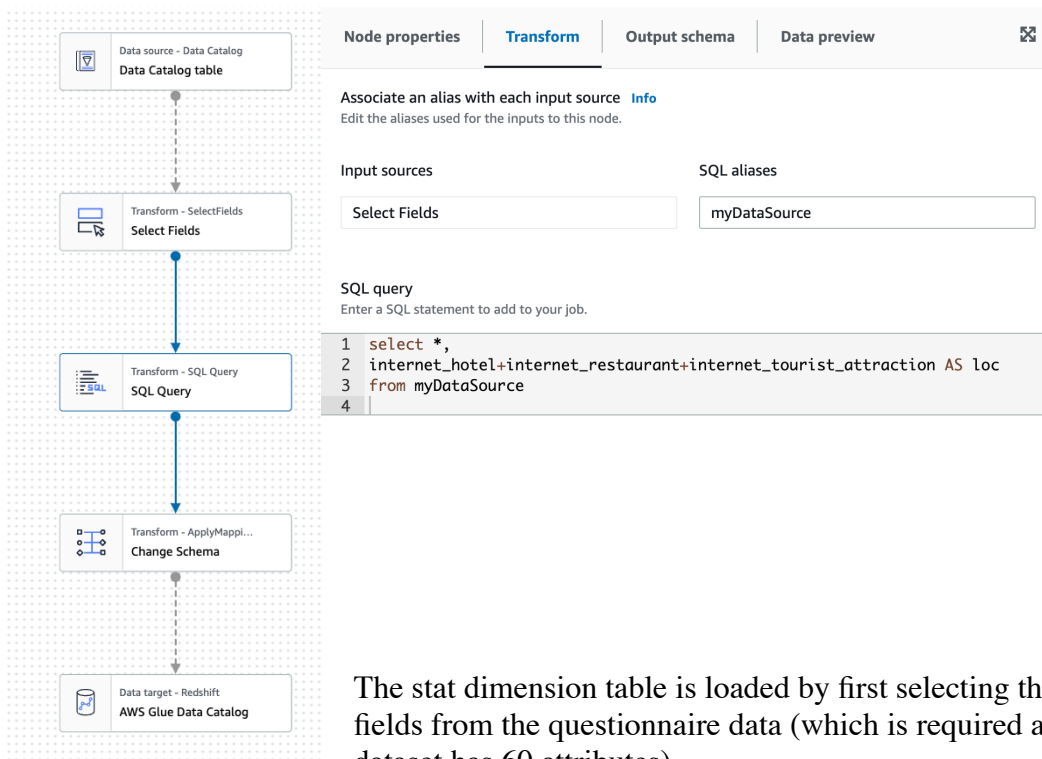 Data source - Data Catalog
Data Catalog table
Transform - SelectFields
Select Fields
Transform - SQL Query
SQL Query
Transform - ApplyMappi...
Change Schema
Data target - Redshift
AWS Glue Data Catalog
Node properties
Transform
Output schema
Data preview
Associate an alias with each input source Info
Edit the aliases used for the inputs to this node.
Input sources
SQL aliases
Select Fields
myDataSource
SQL query
Enter a SQL statement to add to your job.
1 select *,
2 internet_hotel+internet_restaurant+internet_tourist_attraction AS loc
3 from myDataSource
4
The stat dimension table is loaded by first selecting th
fields from the questionnaire data (which is required a
dataset has 60 attributes)